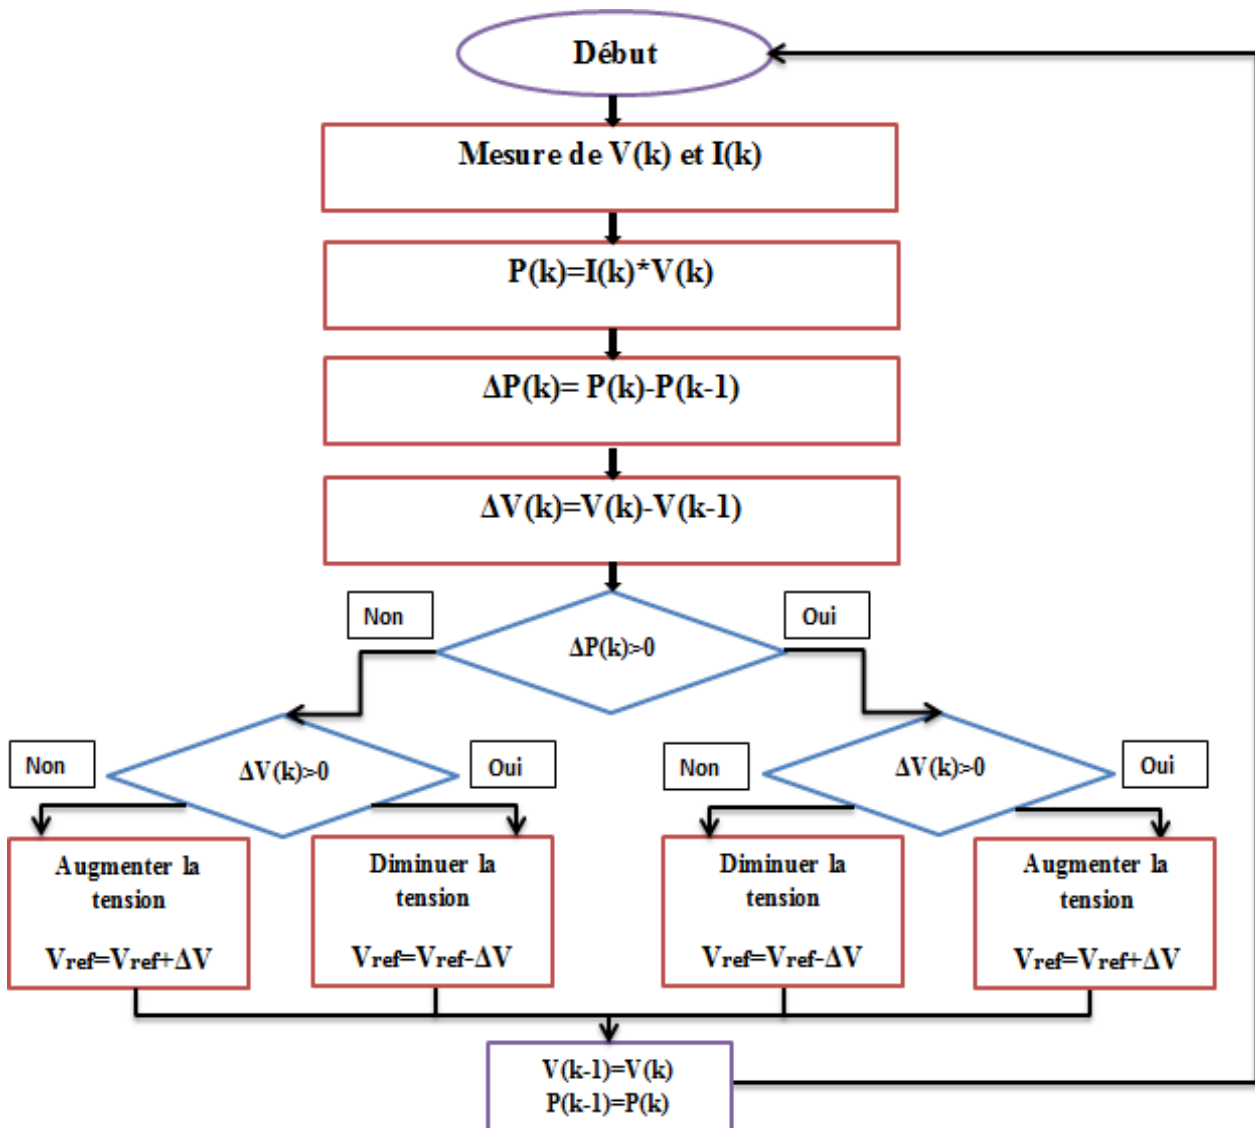 Début
Mesure de V(k) et I(k)
P(k)=I(k)*V(k)
ΔP(k)= P(k)-P(k-1)
ΔV(k)=V(k)-V(k-1)
Non
Oui
ΔP(k)>0
Non
ΔV(k)>0
Oui
Non
ΔV(k)>0
Oui
Augmenter la
tension
Vref=Vref+ΔV
Diminuer la
tension
Vref=Vref-ΔV
Diminuer la
tension
Vref=Vref-ΔV
Augmenter la
tension
Vref=Vref+ΔV
V(k-1)=V(k)
P(k-1)=P(k)